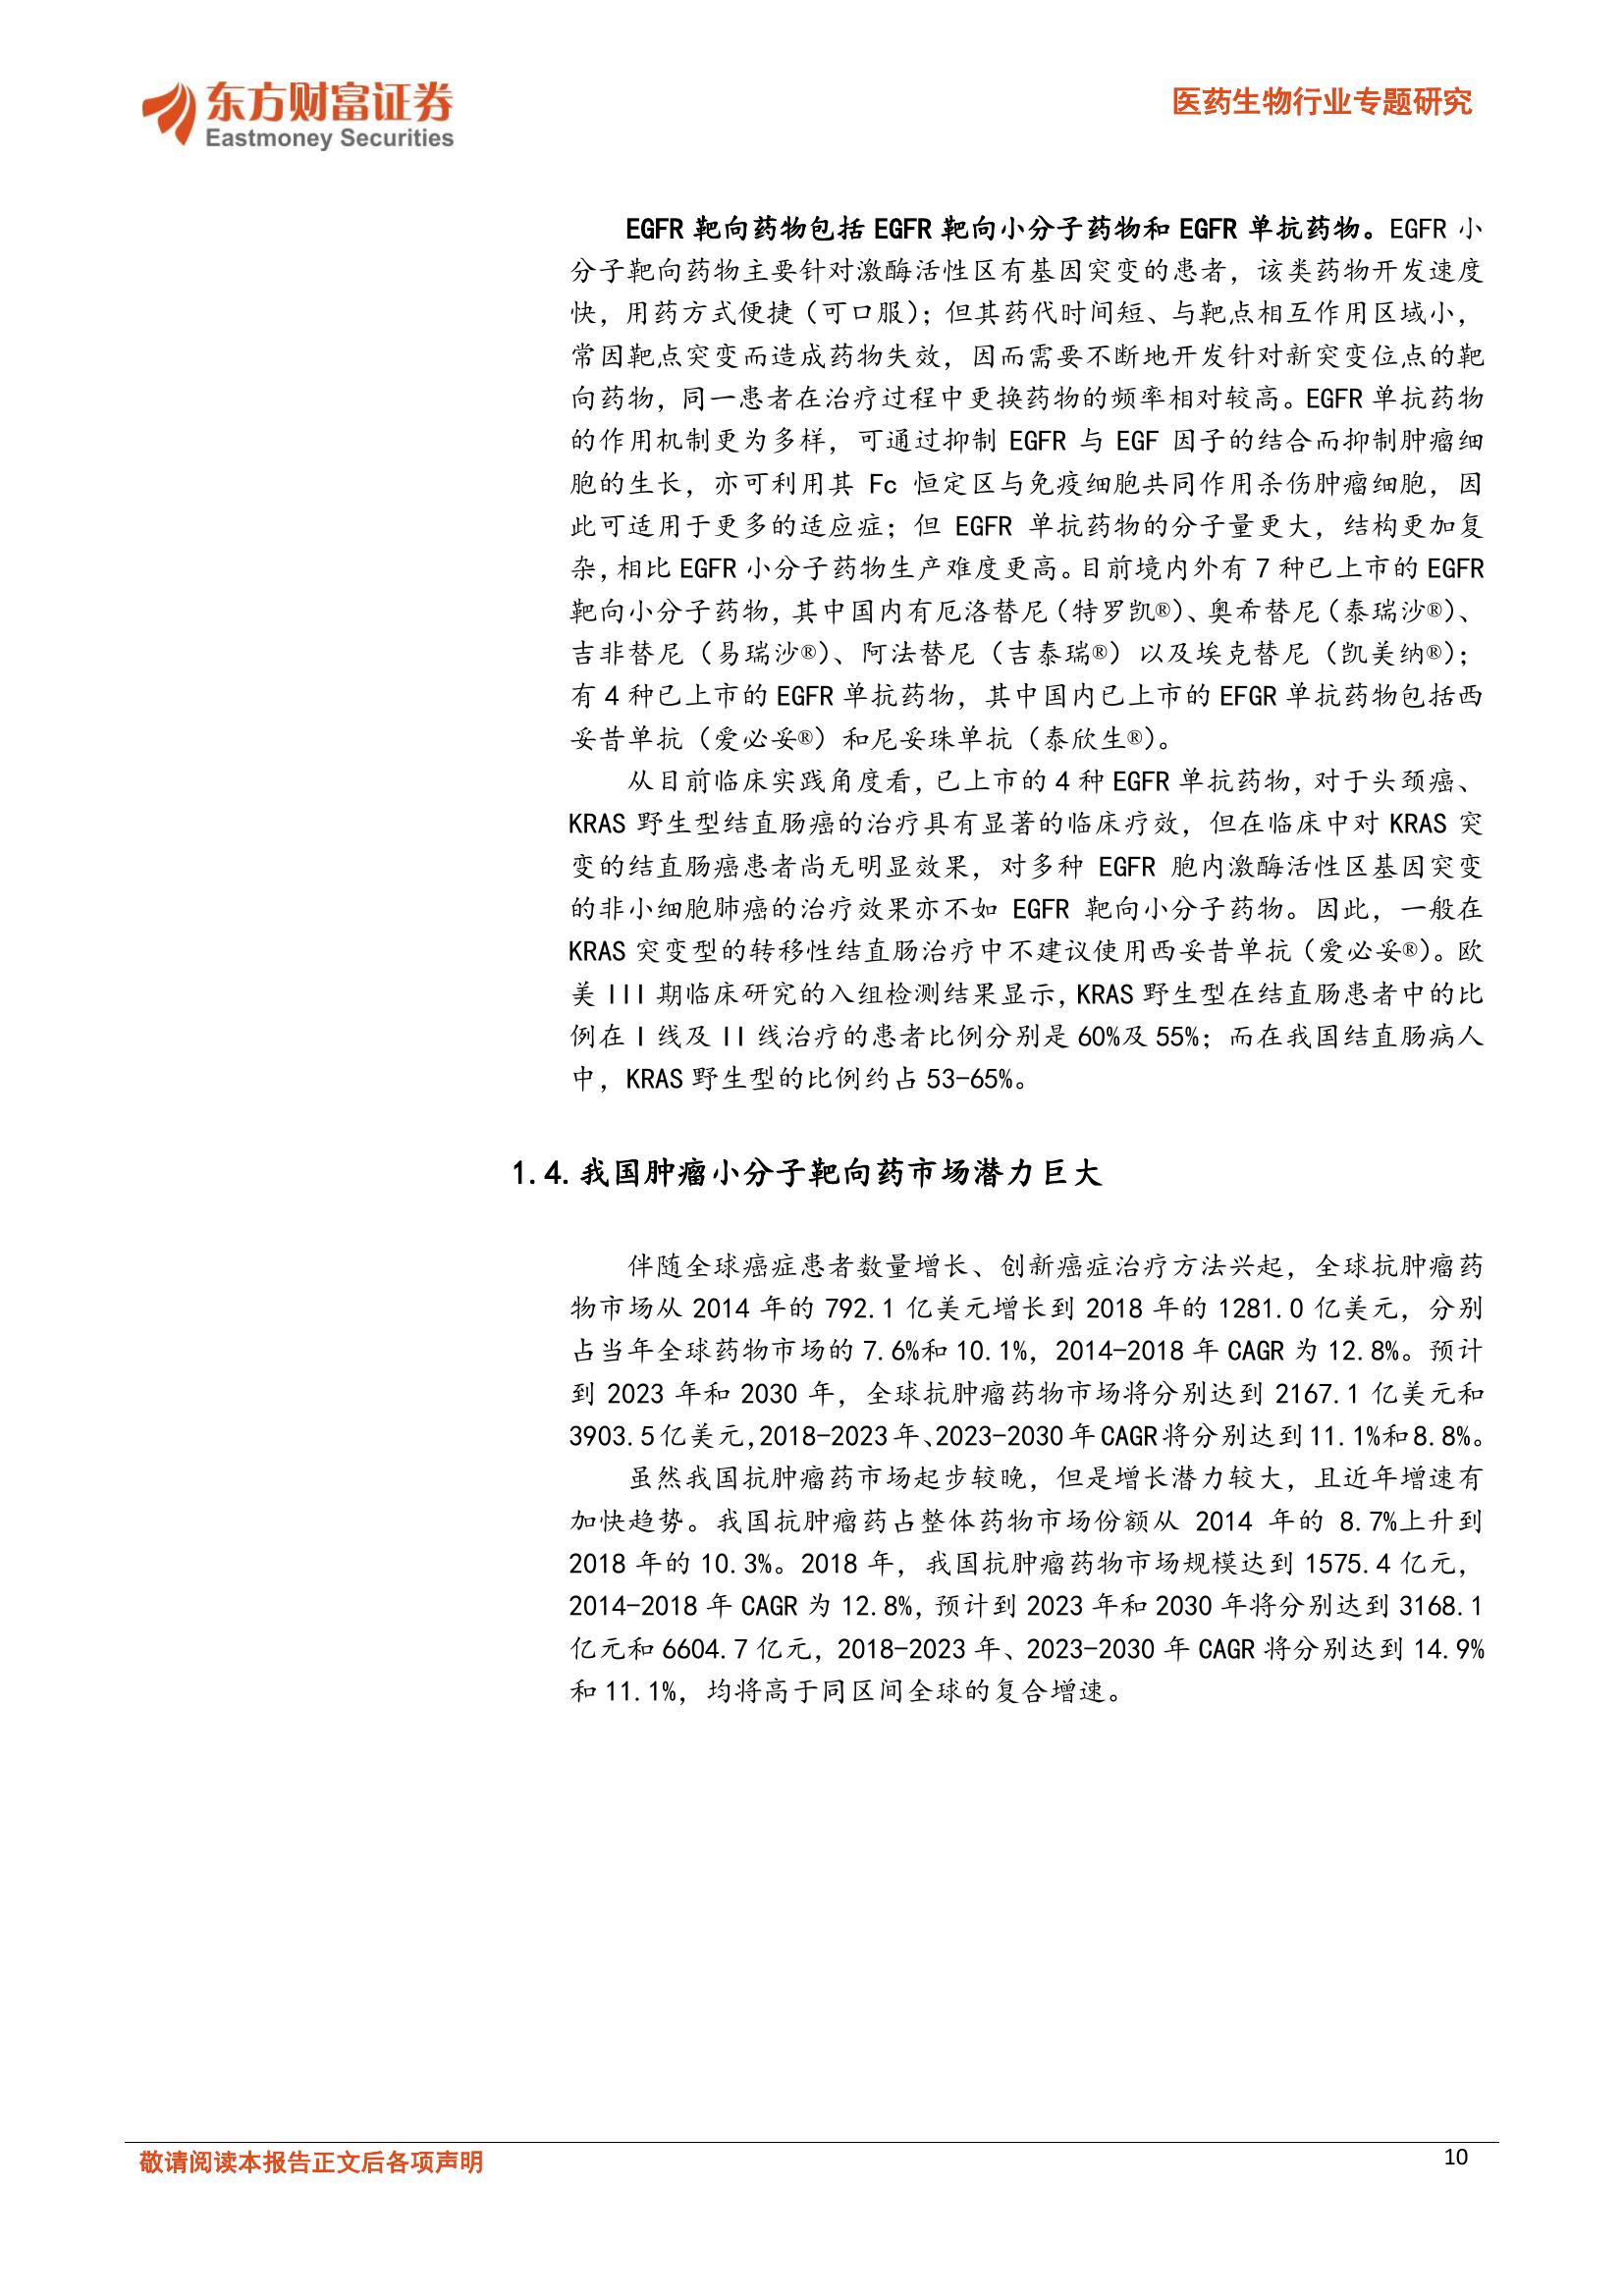 东方财富证券
Eastmoney Securities
医药生物行业专题研究
EGFR 靶向药物包括 EGFR 靶向小分子药物和 EGFR 单抗药物。EGFR 小
分子靶向药物主要针对激酶活性区有基因突变的患者，该类药物开发速度
快，用药方式便捷（可口服）；但其药代时间短、与靶点相互作用区域小，
常因靶点突变而造成药物失效，因而需要不断地开发针对新突变位点的靶
向药物，同一患者在治疗过程中更换药物的频率相对较高。EGFR 单抗药物
的作用机制更为多样，可通过抑制 EGFR 与 EGF 因子的结合而抑制肿瘤细
胞的生长，亦可利用其 Fc 恒定区与免疫细胞共同作用杀伤肿瘤细胞，因
此可适用于更多的适应症；但 EGFR 单抗药物的分子量更大，结构更加复
杂，相比 EGFR 小分子药物生产难度更高。目前境内外有 7 种已上市的 EGFR
靶向小分子药物，其中国内有厄洛替尼（特罗凯®）、奥希替尼（泰瑞沙®）、
吉非替尼（易瑞沙®）、阿法替尼（吉泰瑞®）以及埃克替尼（凯美纳®）；
有 4 种已上市的 EGFR 单抗药物，其中国内已上市的 EFGR 单抗药物包括西
妥昔单抗（爱必妥®）和尼妥珠单抗（泰欣生®）。
从目前临床实践角度看，已上市的 4 种 EGFR 单抗药物，对于头颈癌、
KRAS 野生型结直肠癌的治疗具有显著的临床疗效，但在临床中对 KRAS 突
变的结直肠癌患者尚无明显效果，对多种 EGFR 胞内激酶活性区基因突变
的非小细胞肺癌的治疗效果亦不如 EGFR 靶向小分子药物。因此，一般在
KRAS 突变型的转移性结直肠治疗中不建议使用西妥昔单抗（爱必妥®）。欧
美 III 期临床研究的入组检测结果显示，KRAS 野生型在结直肠患者中的比
例在 I 线及 II 线治疗的患者比例分别是 60%及 55%；而在我国结直肠病人
中，KRAS 野生型的比例约占 53-65%。
1.4.我国肿瘤小分子靶向药市场潜力巨大
伴随全球癌症患者数量增长、创新癌症治疗方法兴起，全球抗肿瘤药
物市场从 2014 年的 792.1 亿美元增长到 2018 年的 1281.0 亿美元，分别
占当年全球药物市场的 7.6%和 10.1%，2014-2018 年 CAGR 为 12.8%。预计
到 2023 年和 2030 年，全球抗肿瘤药物市场将分别达到 2167.1 亿美元和
3903.5 亿美元，2018-2023 年、2023-2030 年 CAGR 将分别达到 11.1%和 8.8%。
虽然我国抗肿瘤药市场起步较晚，但是增长潜力较大，且近年增速有
加快趋势。我国抗肿瘤药占整体药物市场份额从 2014 年的 8.7%上升到
2018 年的 10.3%。2018 年，我国抗肿瘤药物市场规模达到 1575.4 亿元，
2014-2018 年 CAGR 为 12.8%，预计到 2023 年和 2030 年将分别达到 3168.1
亿元和 6604.7 亿元，2018-2023 年、2023-2030 年 CAGR 将分别达到 14.9%
和 11.1%，均将高于同区间全球的复合增速。
敬请阅读本报告正文后各项声明
10